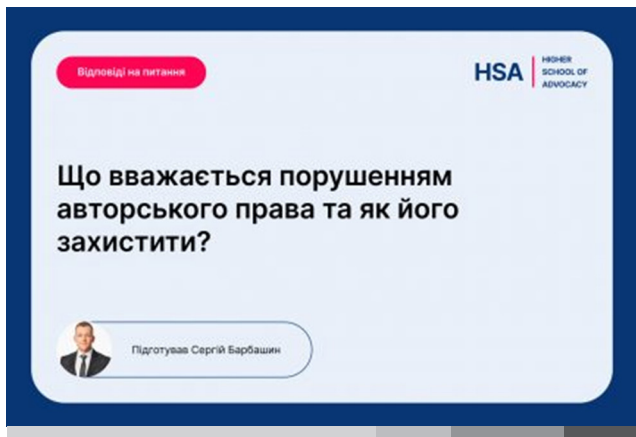 Відповіді на питання
HSA
HIGHER
SCHOOL OF
ADVOCACY
Що вважається порушенням
авторського права та як його
захистити?
Підготував Сергій Барбашин